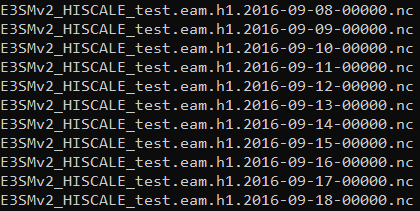 E3SMv2_HISCALE_test.eam.h1.2016-09-08-00000.nc
E3SMv2_HISCALE_test.eam.h1.2016-09-09-00000.nc
E3SMv2_HISCALE_test.eam.h1.2016-09-10-00000.nc
E3SMv2_HISCALE_test.eam.h1.2016-09-11-00000.nc
E3SMv2_HISCALE_test.eam.h1.2016-09-12-00000.nc
E3SMv2_HISCALE_test.eam.h1.2016-09-13-00000.nc
E3SMv2_HISCALE_test.eam.h1.2016-09-14-00000.nc
E3SMv2_HISCALE_test.eam.h1.2016-09-15-00000.nc
E3SMv2_HISCALE_test.eam.h1.2016-09-16-00000.nc
E3SMv2_HISCALE_test.eam.h1.2016-09-17-00000.nc
E3SMv2_HISCALE_test.eam.h1.2016-09-18-00000.nc